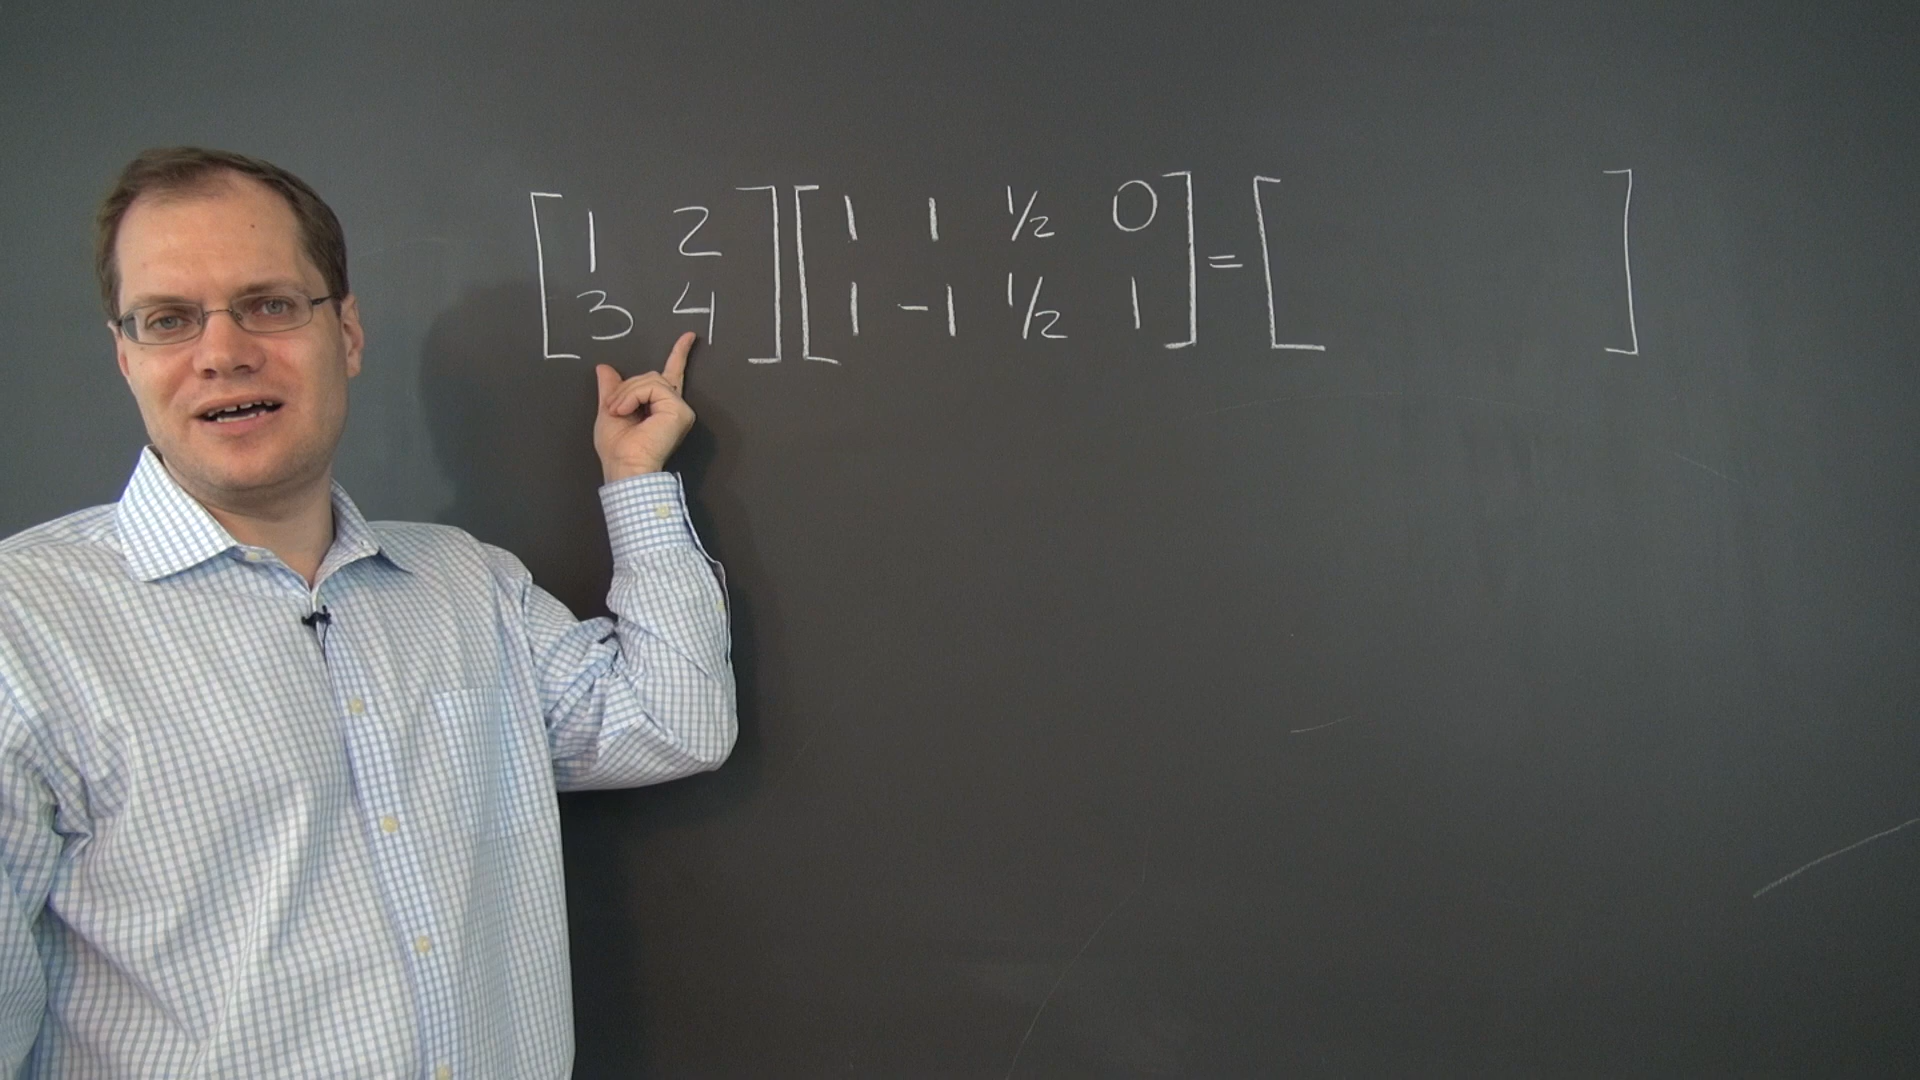 [1 2][1 1 1/2 0] = [ ]
[3 4][1 -1 1/2 1]